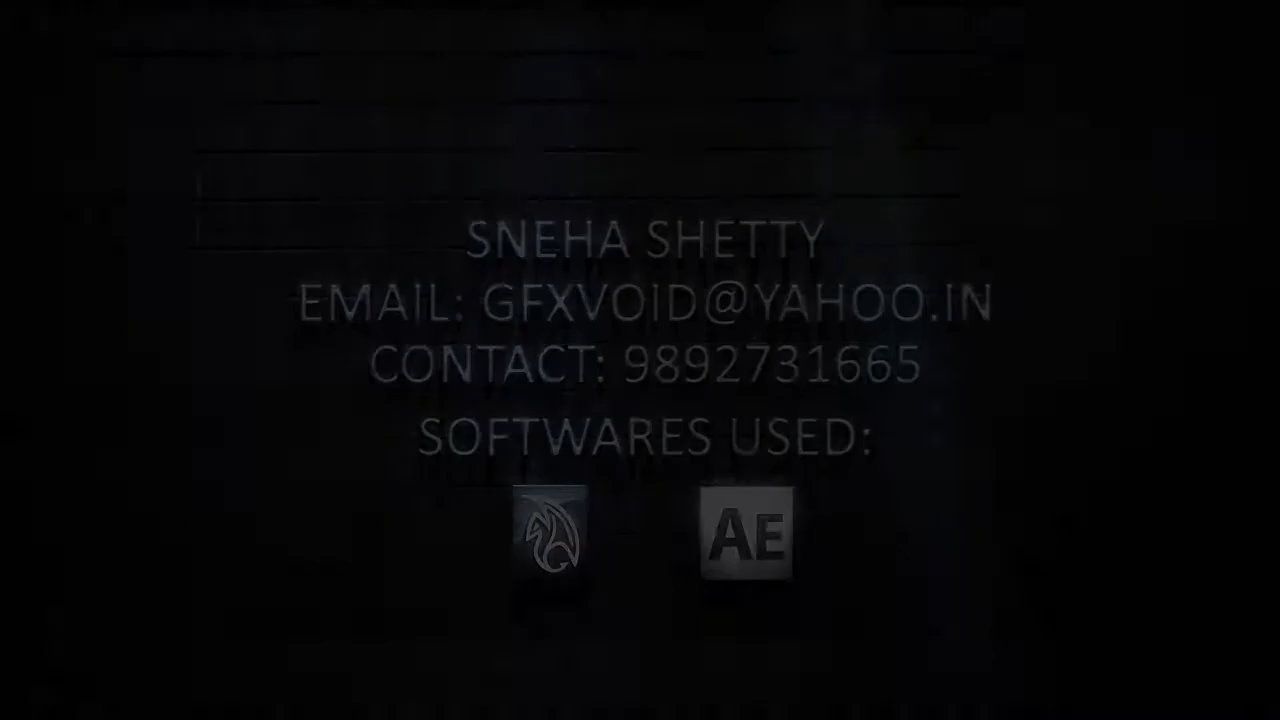 SNEHA SHETTY
EMAIL: GFXVOID@YAHOO.IN
CONTACT: 9892731665
SOFTWARES USED:
AE